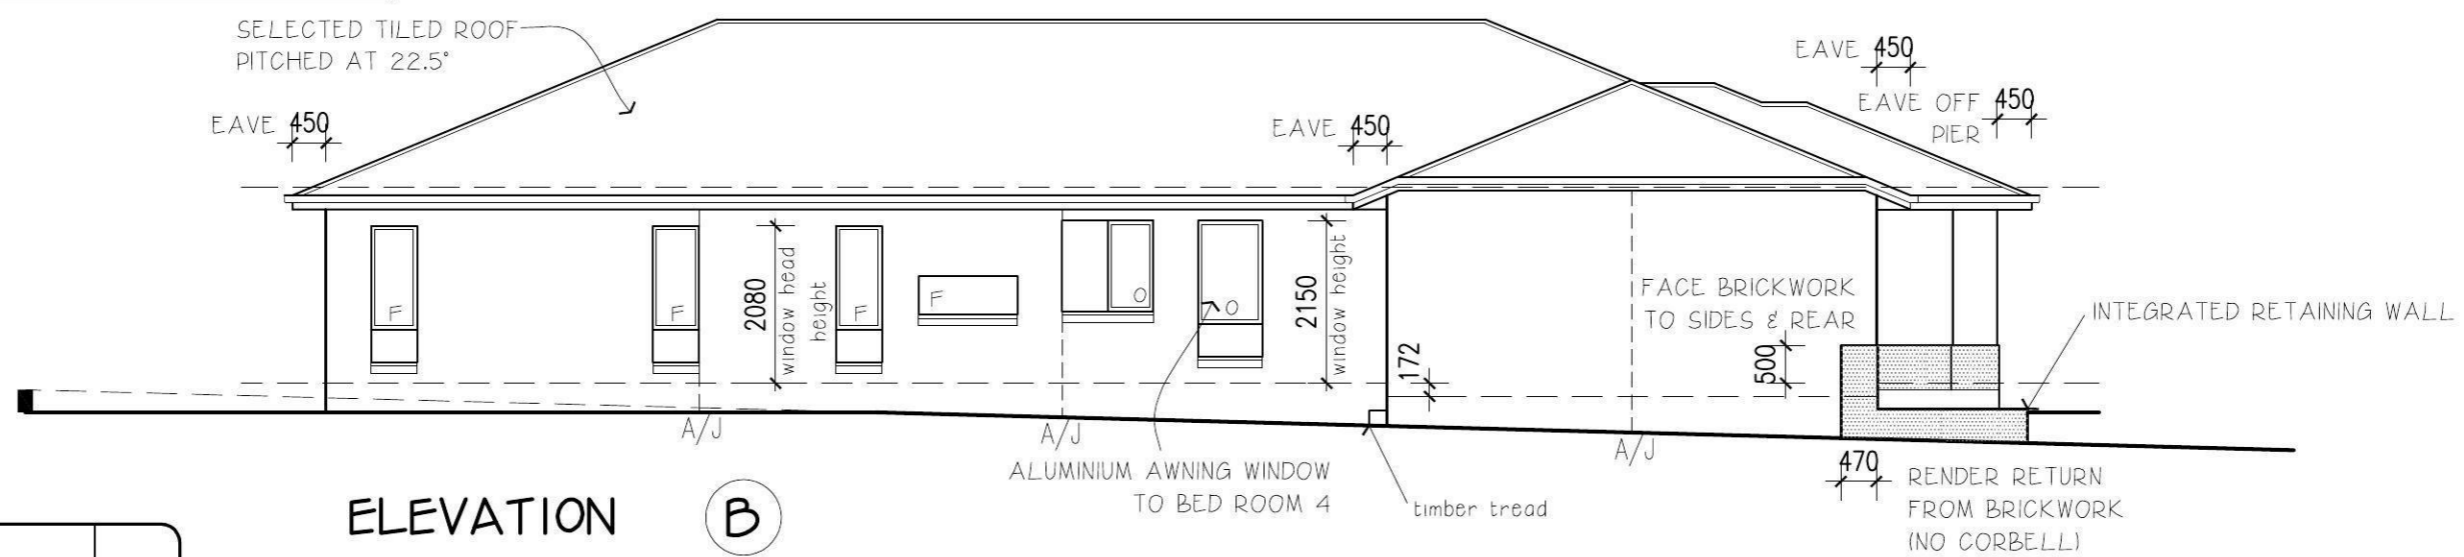 SELECTED TILED ROOF
PITCHED AT 22.5°
EAVE 450
EAVE 450
EAVE 450
EAVE OFF 450
PIER
F
F
2080
window head
height
F
F
O
O
2150
window height
172
FACE BRICKWORK
TO SIDES & REAR
500
INTEGRATED RETAINING WALL
A/J
A/J
A/J
ALUMINIUM AWNING WINDOW
TO BED ROOM 4
timber tread
470
RENDER RETURN
FROM BRICKWORK
(NO CORBELL)
ELEVATION B